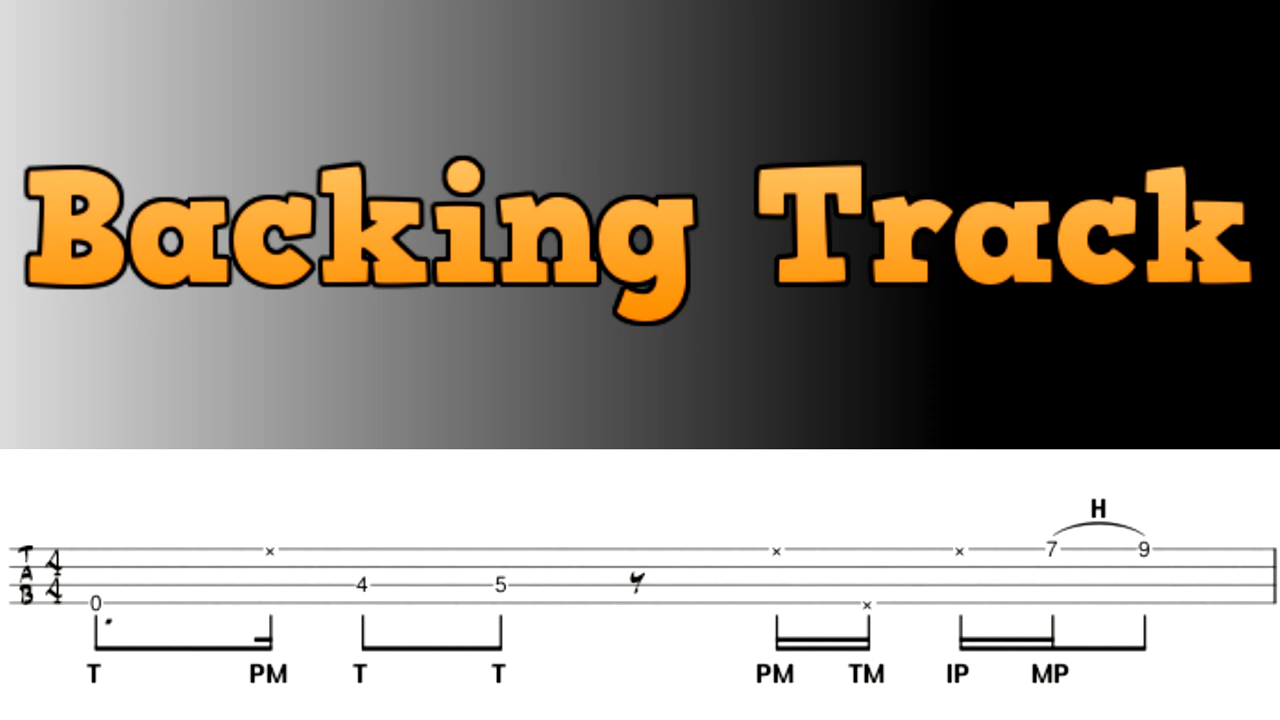 Backing Track
H
T 4 × × × 7 9
A
B 4 4 5
0 ×
T PM T T PM TM IP MP